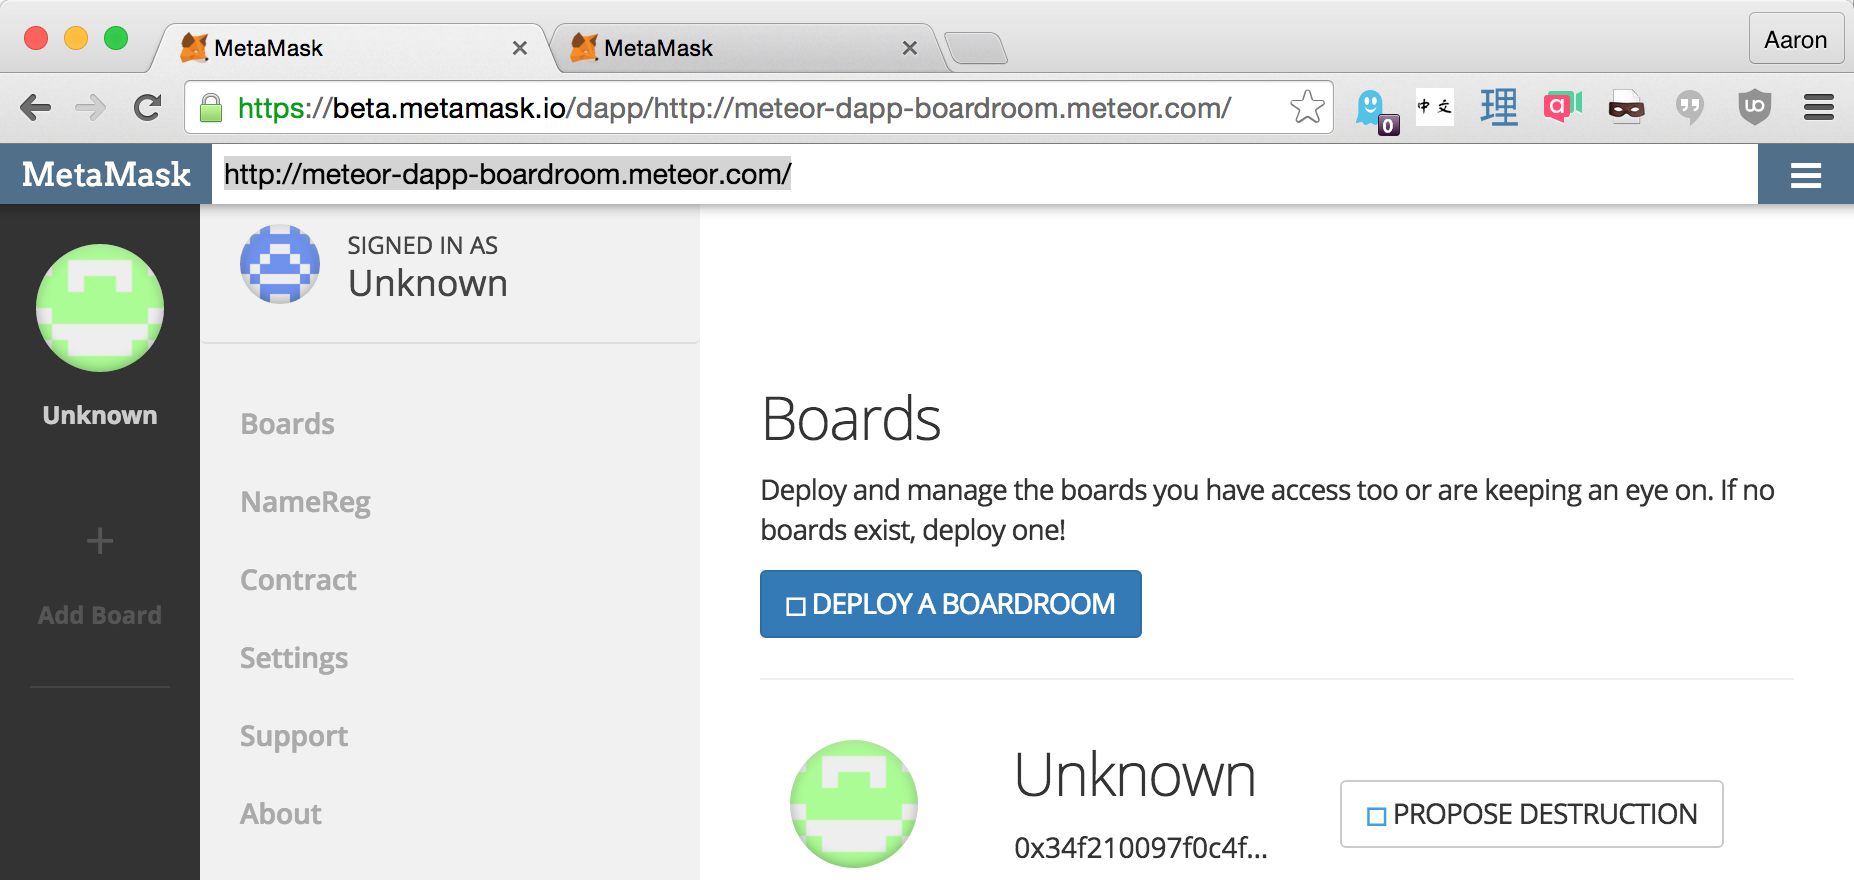 MetaMask
MetaMask
Aaron
https://beta.metamask.io/dapp/http://meteor-dapp-boardroom.meteor.com/
0
中文
理
a
UO
MetaMask
http://meteor-dapp-boardroom.meteor.com/
Unknown
+
Add Board
SIGNED IN AS
Unknown
Boards
NameReg
Contract
Settings
Support
About
Boards
Deploy and manage the boards you have access too or are keeping an eye on. If no
boards exist, deploy one!
DEPLOY A BOARDROOM
Unknown
0x34f210097f0c4f...
PROPOSE DESTRUCTION